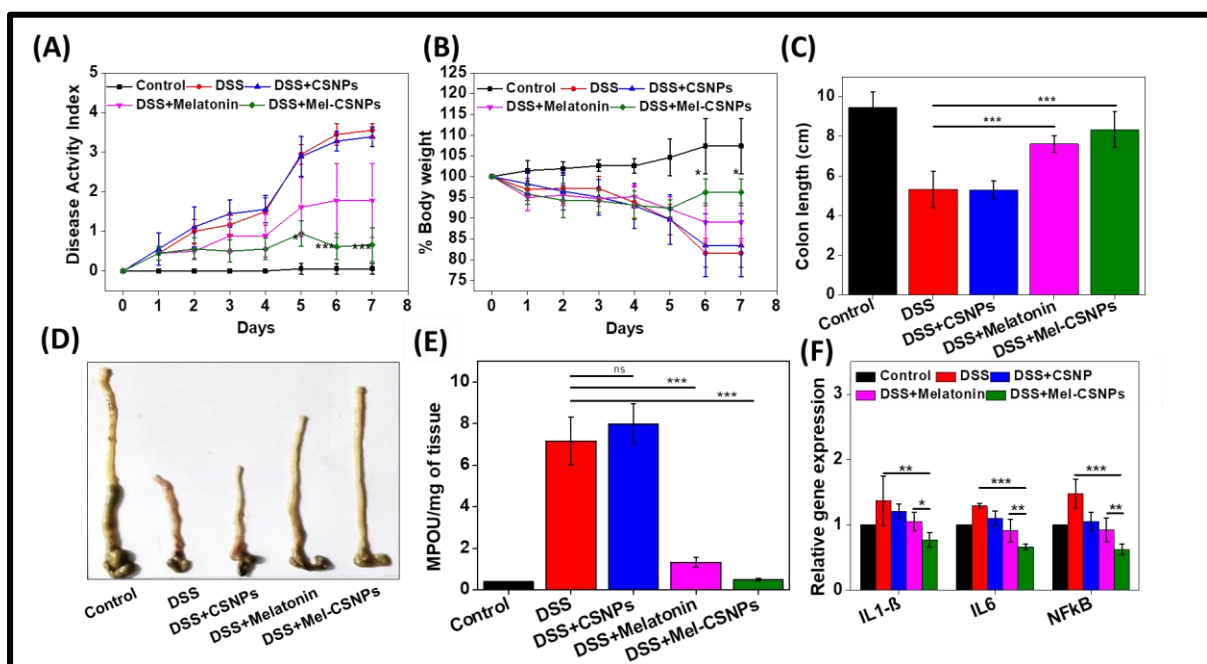 (A)
Control DSS DSS+CSNPs
DSS+Melatonin DSS+Mel-CSNPs
Disease Actvity Index
5
4
3
2
1
0
* *** ***
0 1 2 3 4 5 6 7 8
Days
(B)
Control DSS DSS+CSNPs
DSS+Melatonin DSS+Mel-CSNPs
% Body weight
125
120
115
110
105
100
95
90
85
80
75
* *
0 1 2 3 4 5 6 7 8
Days
(C)
Colon length (cm)
10
8
6
4
2
0
***
***
Control
DSS
DSS+CSNPs
DSS+Melatonin
DSS+Mel-CSNPs
(D)
Control
DSS
DSS+CSNPs
DSS+Melatonin
DSS+Mel-CSNPs
(E)
MPOU/mg of tissue
10
8
6
4
2
0
ns
***
***
Control
DSS
DSS+CSNPs
DSS+Melatonin
DSS+Mel-CSNPs
(F)
Control DSS DSS+CSNP
DSS+Melatonin DSS+Mel-CSNPs
Relative gene expression
3
2
1
0
** *** ***
* ** **
IL1-ß IL6 NFkB